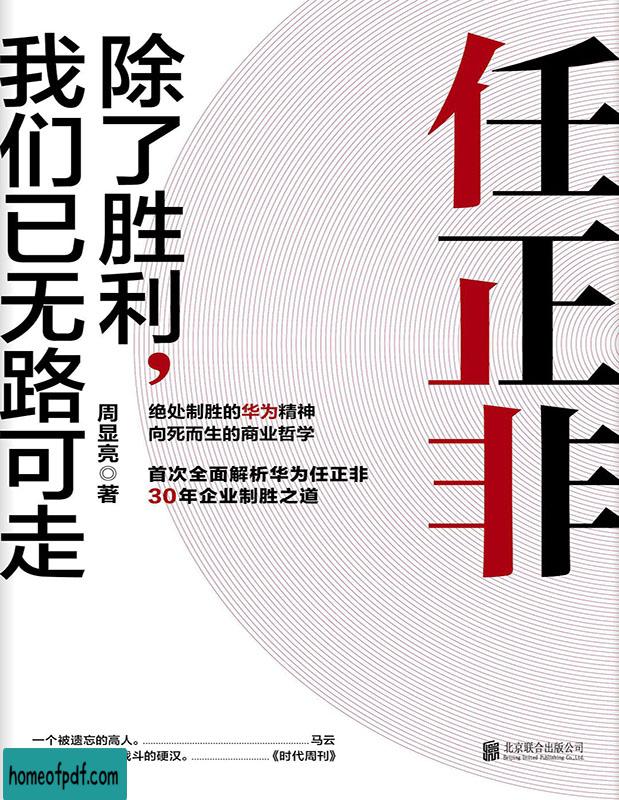 任正非
除了胜利，
我们已无路可走
周显亮◎著
绝处制胜的华为精神
向死而生的商业哲学
首次全面解析华为任正非
30年企业制胜之道
一个被遗忘的高人。........................马云
斗的硬汉。........................《时代周刊》
北京联合出版公司
Beijing United Publishing Co.,Ltd.
homeofpdf.com